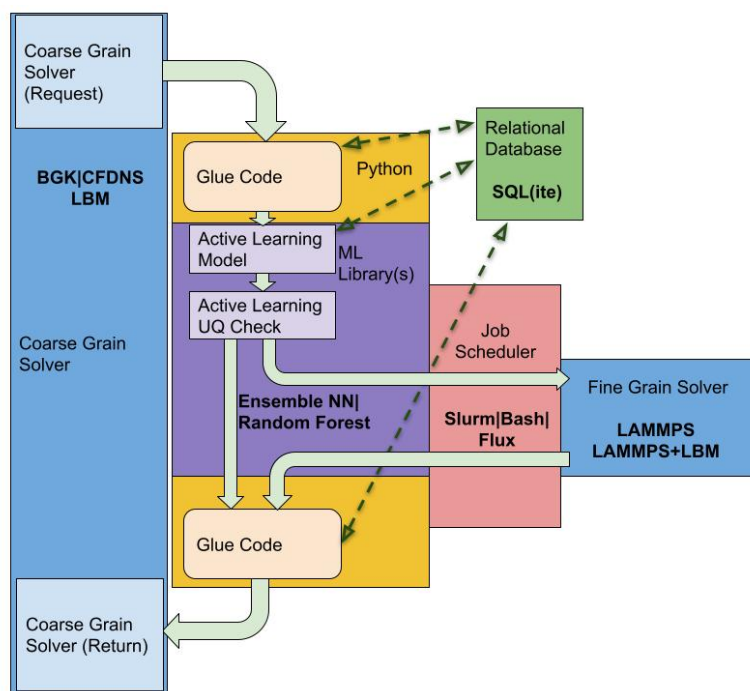 Coarse Grain
Solver
(Request)
BGK|CFDNS
LBM
Coarse Grain
Solver
Coarse Grain
Solver (Return)
Glue Code
Python
Active Learning
Model
ML
Library(s)
Active Learning
UQ Check
Ensemble NN|
Random Forest
Glue Code
Relational
Database
SQL(ite)
Job
Scheduler
Slurm|Bash|
Flux
Fine Grain Solver
LAMMPS
LAMMPS+LBM